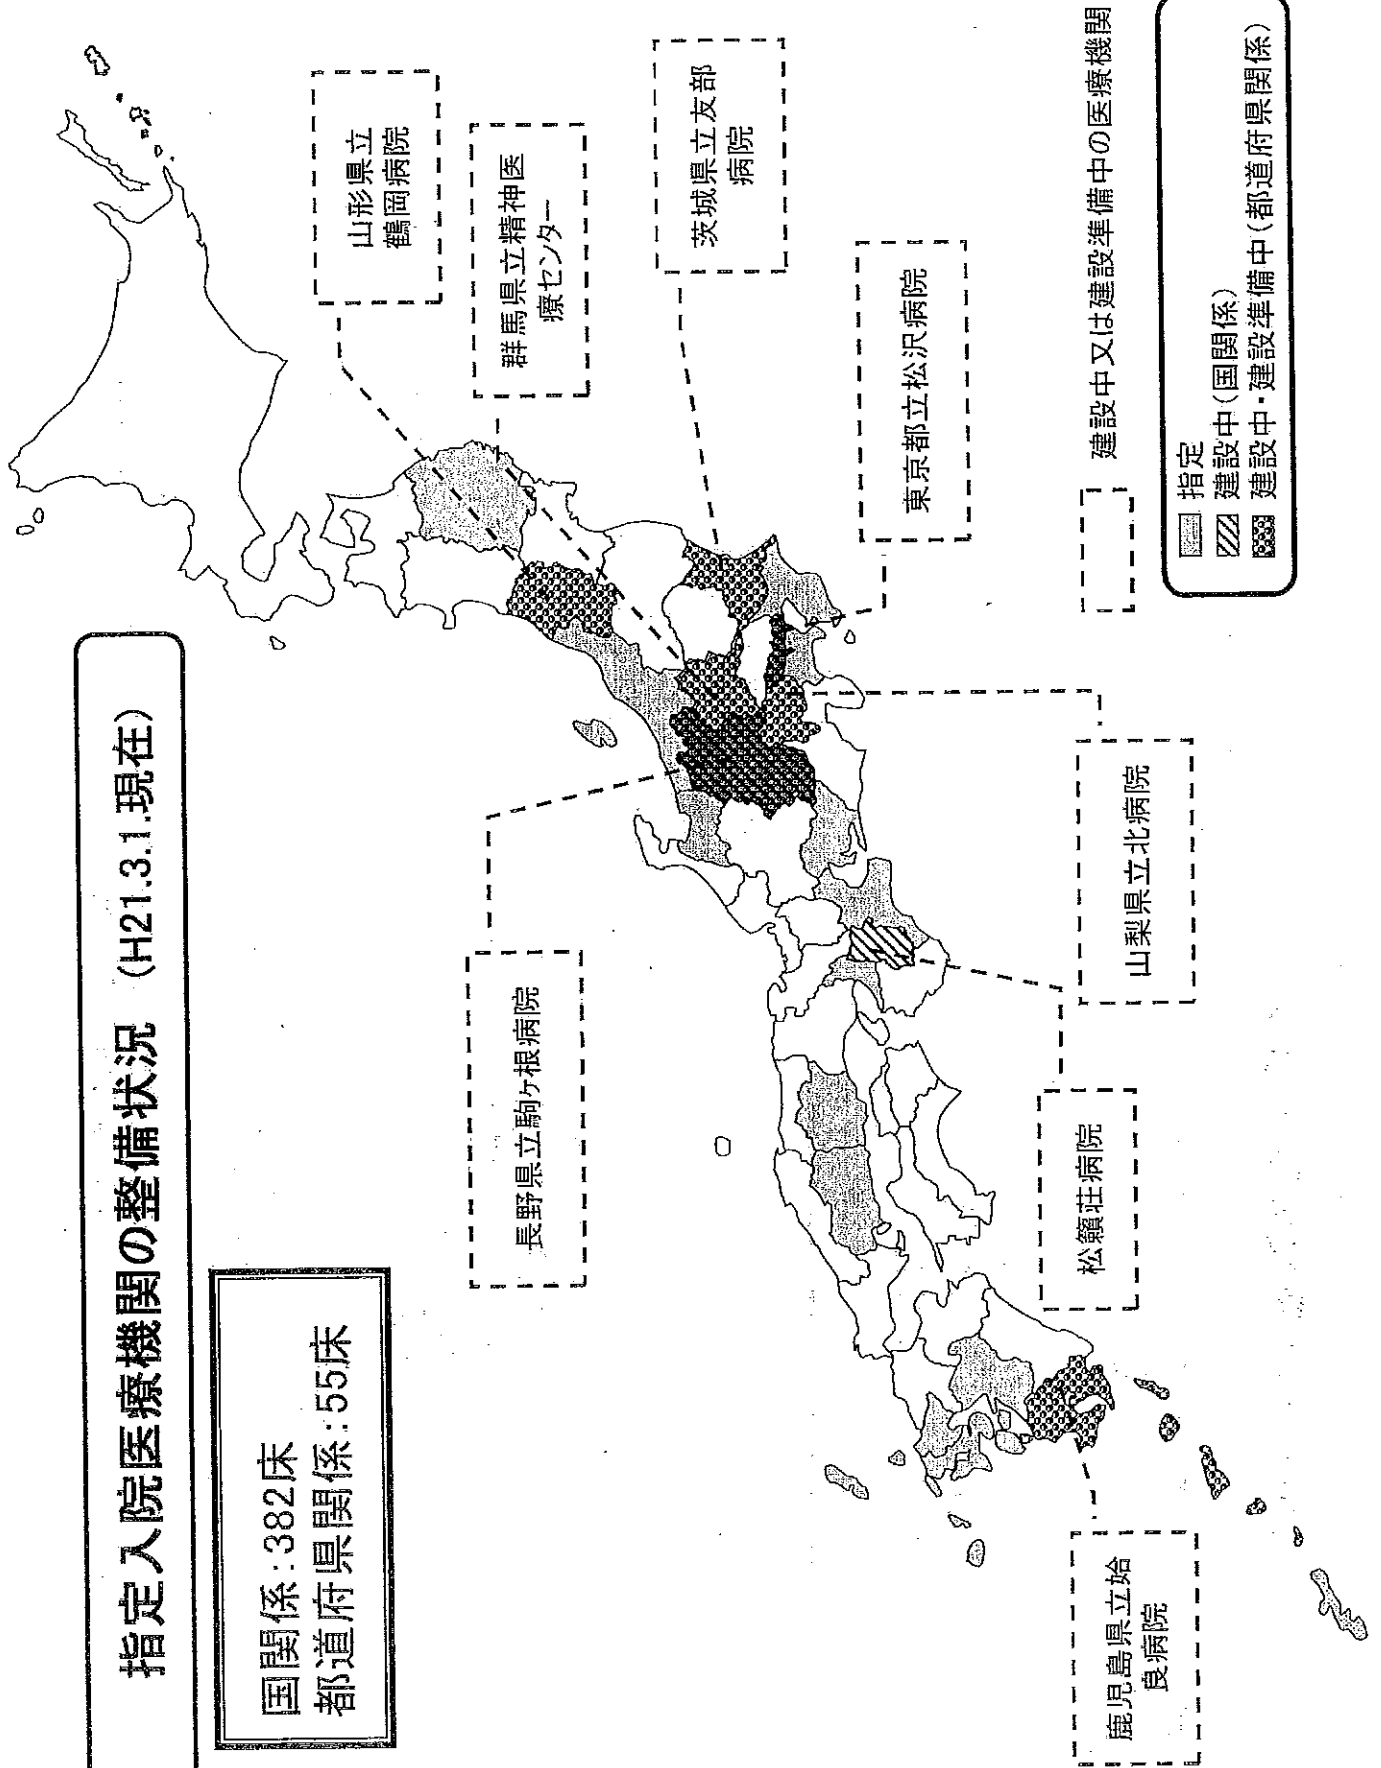 指定入院医療機関の整備状況 (H21.3.1.現在)
国関係:382床
都道府県関係:55床
山形県立
鶴岡病院
群馬県立精神医
療センター
茨城県立友部
病院
東京都立松沢病院
長野県立駒ヶ根病院
山梨県立北病院
松籟荘病院
鹿児島県立姶
良病院
建設中又は建設準備中の医療機関
指定
建設中(国関係)
建設中・建設準備中(都道府県関係)